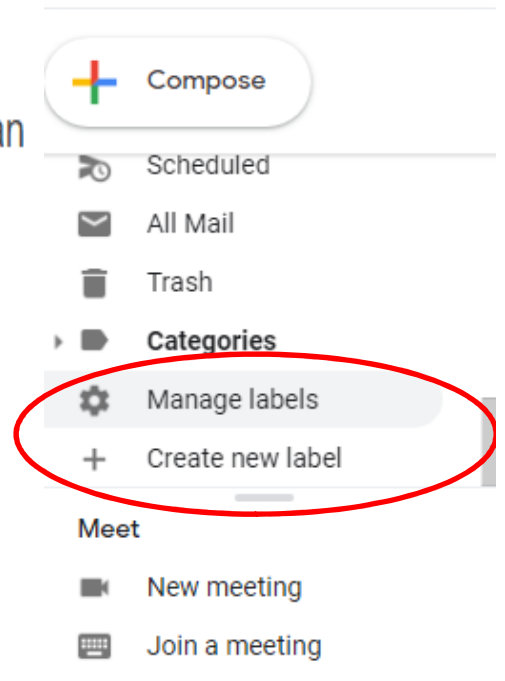 Compose
Scheduled
All Mail
Trash
Categories
Manage labels
Create new label
Meet
New meeting
Join a meeting